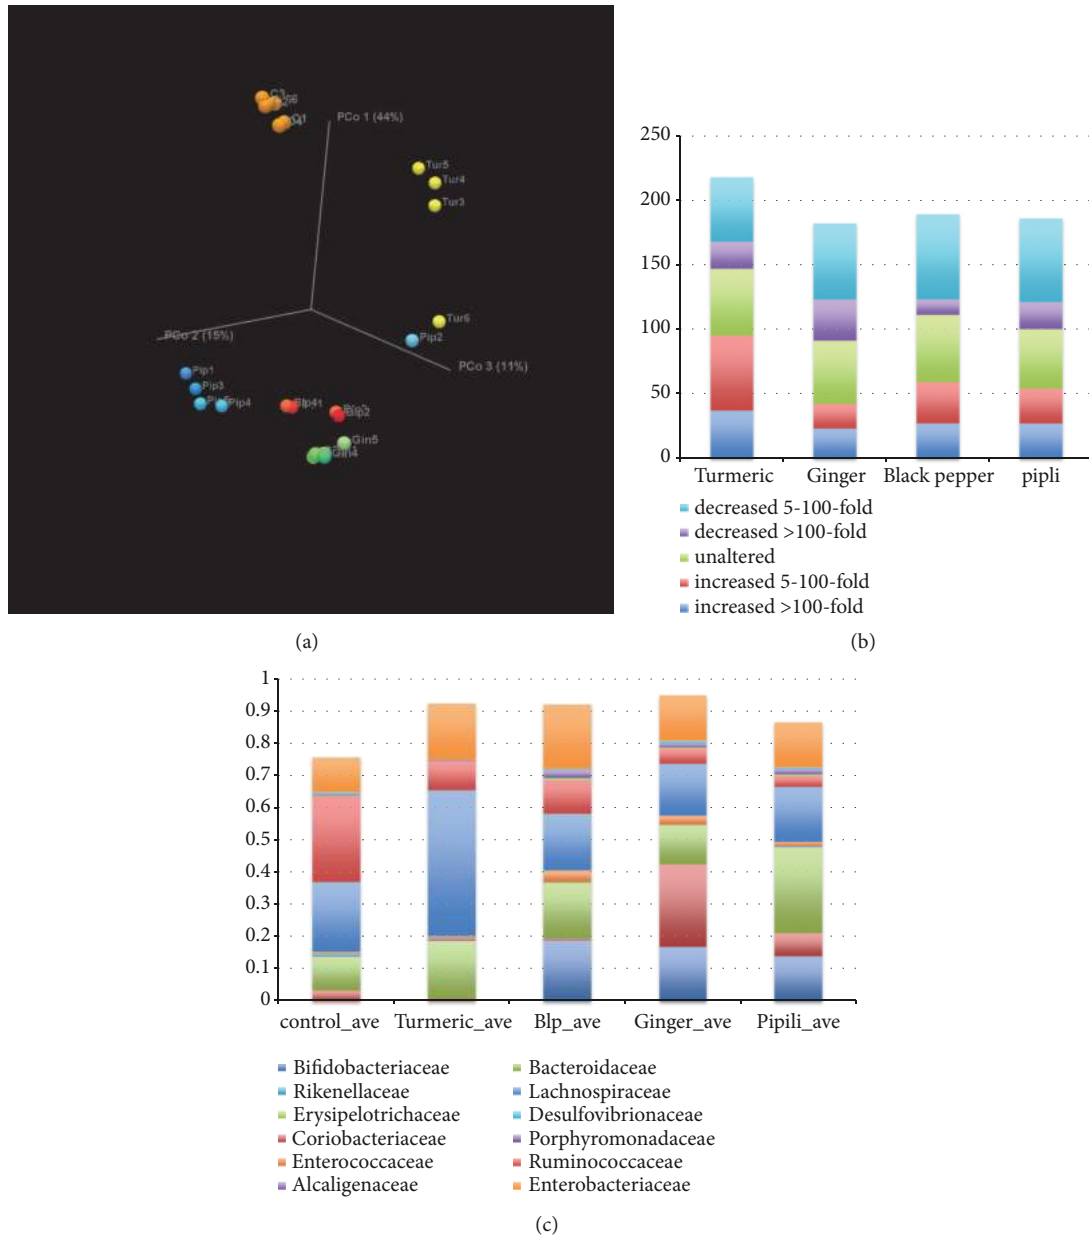 PCo 1 (44%)
Tur5
Tur4
Tur3
Tur6
Pip2
PCo 2 (15%)
PCo 3 (11%)
Pip1
Pip3
Pip4
Blp2
Gin5
Gin4
(a)
250
200
150
100
50
0
Turmeric Ginger Black pepper pipli
decreased 5-100-fold
decreased >100-fold
unaltered
increased 5-100-fold
increased >100-fold
(b)
1
0.9
0.8
0.7
0.6
0.5
0.4
0.3
0.2
0.1
0
control_ave Turmeric_ave Blp_ave Ginger_ave Pipili_ave
Bifidobacteriaceae
Rikenellaceae
Erysipelotrichaceae
Coriobacteriaceae
Enterococcaceae
Alcaligenaceae
Bacteroidaceae
Lachnospiraceae
Desulfovibrionaceae
Porphyromonadaceae
Ruminococcaceae
Enterobacteriaceae
(c)